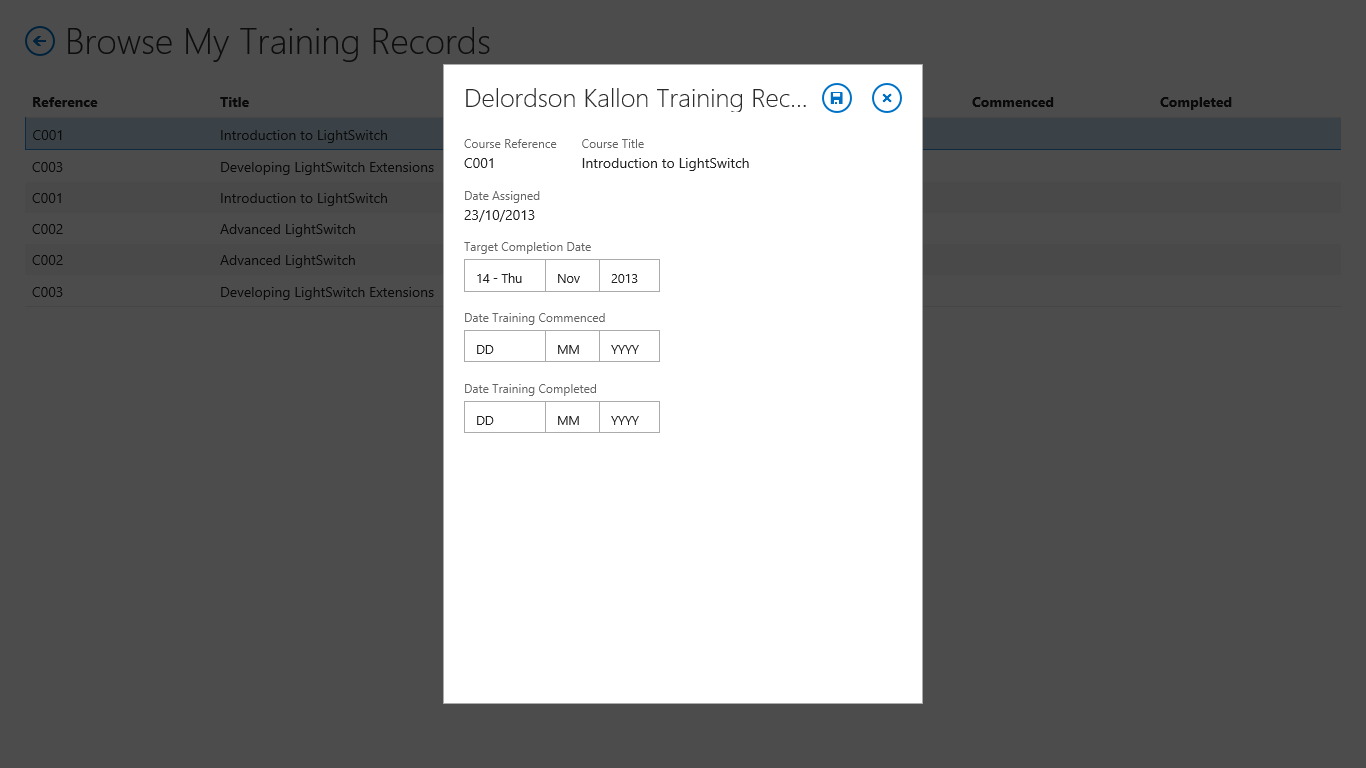 Browse My Training Records
Reference Title Commenced Completed
C001 Introduction to LightSwitch
C003 Developing LightSwitch Extensions
C001 Introduction to LightSwitch
C002 Advanced LightSwitch
C002 Advanced LightSwitch
C003 Developing LightSwitch Extensions
Delordson Kallon Training Rec...
Course Reference Course Title
C001 Introduction to LightSwitch
Date Assigned
23/10/2013
Target Completion Date
14 - Thu Nov 2013
Date Training Commenced
DD MM YYYY
Date Training Completed
DD MM YYYY